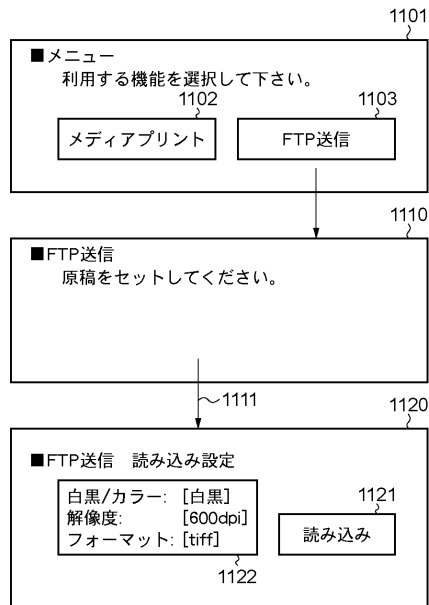 1101
■メニュー
利用する機能を選択して下さい。
1102
1103
メディアプリント
FTP送信
1110
■FTP送信
原稿をセットしてください。
1111
1120
■FTP送信 読み込み設定
白黒/カラー: [白黒]
解像度: [600dpi]
フォーマット: [tiff]
1121
読み込み
1122